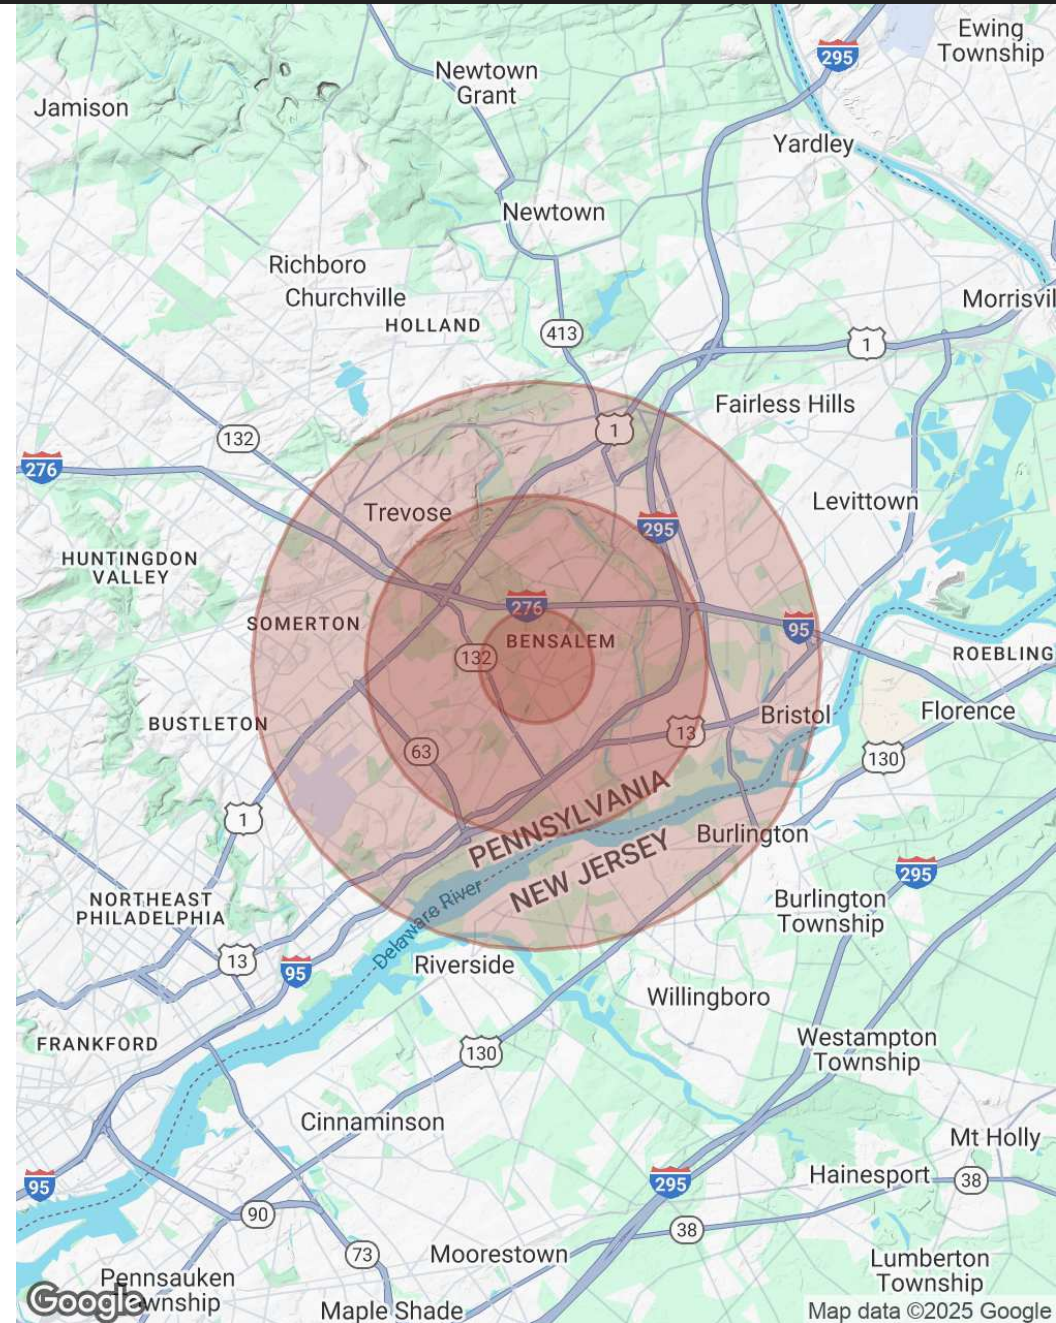 Ewing
Township
295
Newtown
Grant
Jamison
Yardley
Newtown
Richboro
Churchville
Morrisvil
HOLLAND
413
1
Fairless Hills
1
132
276
Levittown
Trevose
295
HUNTINGDON
VALLEY
276
SOMERTON
95
BENSALEM
132
ROEBLING
Bristol
Florence
BUSTLETON
13
63
130
PENNSYLVANIA
1
Burlington
NEW JERSEY
295
NORTHEAST
PHILADELPHIA
Burlington
Township
Delaware River
13
95
Riverside
Willingboro
FRANKFORD
130
Westampton
Township
Cinnaminson
Mt Holly
Hainesport
38
95
295
90
38
73
Moorestown
Lumberton
Township
Pennsauken
Township
Google
Maple Shade
Map data ©2025 Google